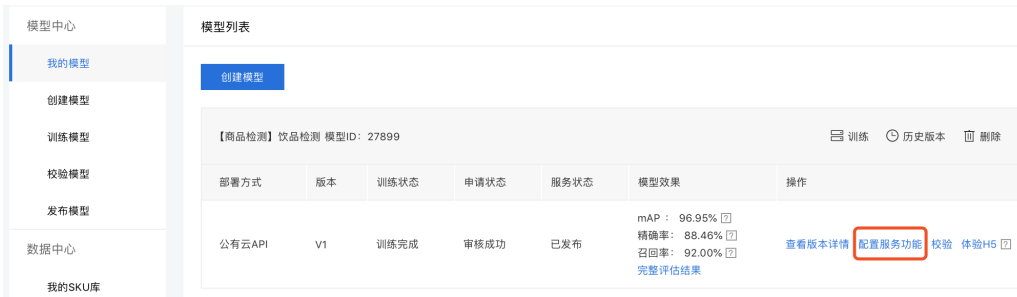 模型中心
我的模型
创建模型
训练模型
校验模型
发布模型
数据中心
我的SKU库
模型列表
创建模型
【商品检测】饮品检测 模型ID：27899 训练 历史版本 删除
部署方式 版本 训练状态 申请状态 服务状态 模型效果 操作
mAP ： 96.95% ?
精确率： 88.46% ?
公有云API V1 训练完成 审核成功 已发布 查看版本详情 配置服务功能 校验 体验H5 ?
召回率： 92.00% ?
完整评估结果